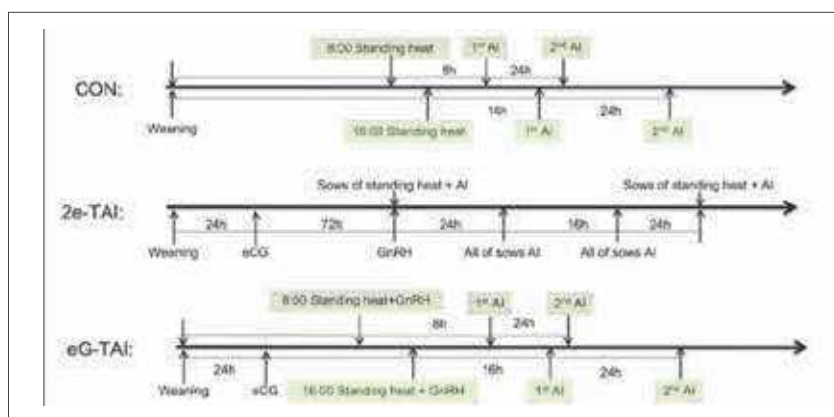 8:00 Standing heat 1st AI 2nd AI
8h 24h
CON:
16h 24h
Weaning 16:00 Standing heat 1st AI 2nd AI
Sows of standing heat + AI Sows of standing heat + AI
2e-TAI:
24h 72h 24h 16h 24h
Weaning eCG GnRH All of sows AI All of sows AI
8:00 Standing heat+GnRH 1st AI 2nd AI
8h 24h
eG-TAI:
24h 16h 24h
Weaning eCG 16:00 Standing heat + GnRH 1st AI 2nd AI